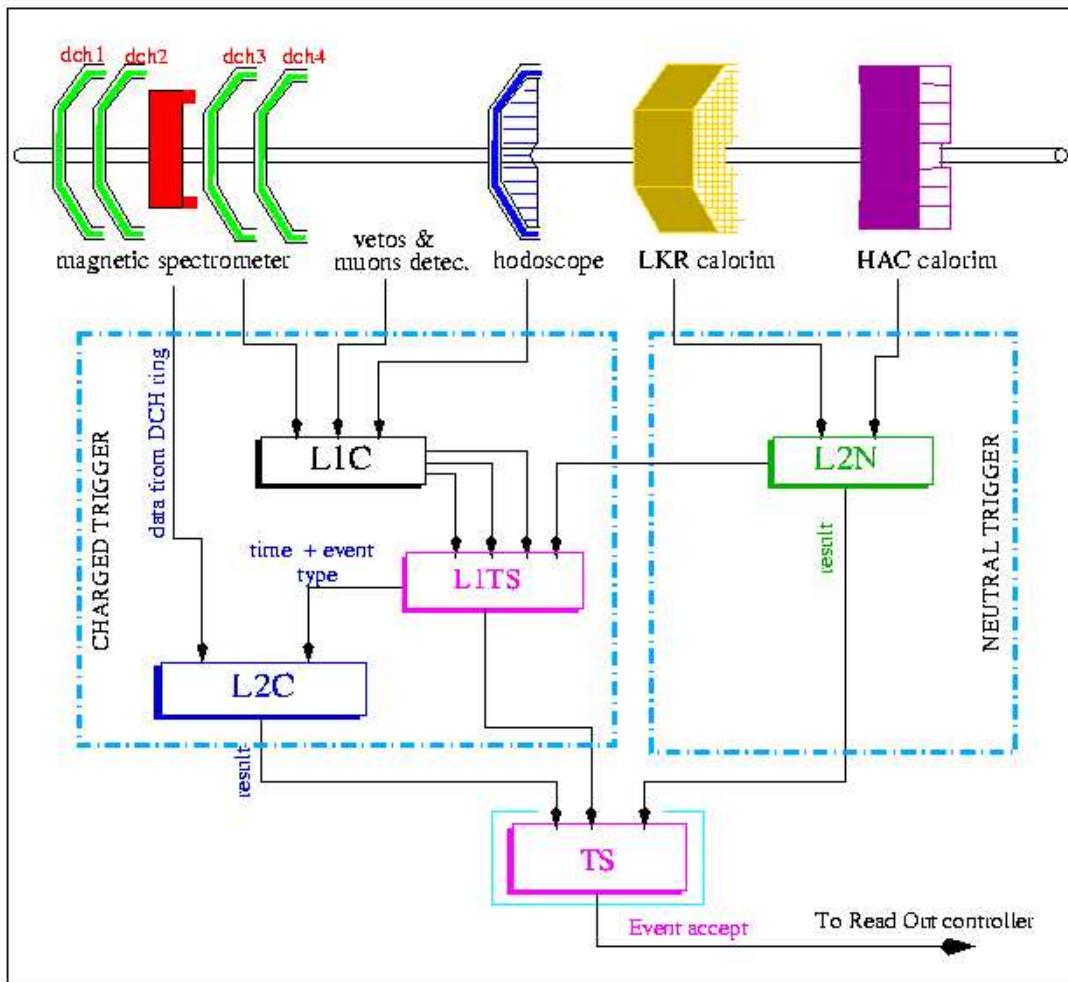 dch1
dch2
dch3
dch4
magnetic spectrometer
vetos &
muons detec.
hodoscope
LKR calorim
HAC calorim
CHARGED TRIGGER
data from DCH ring
L1C
L2N
NEUTRAL TRIGGER
time + event
type
L1TS
result
L2C
result
TS
Event accept
To Read Out controller